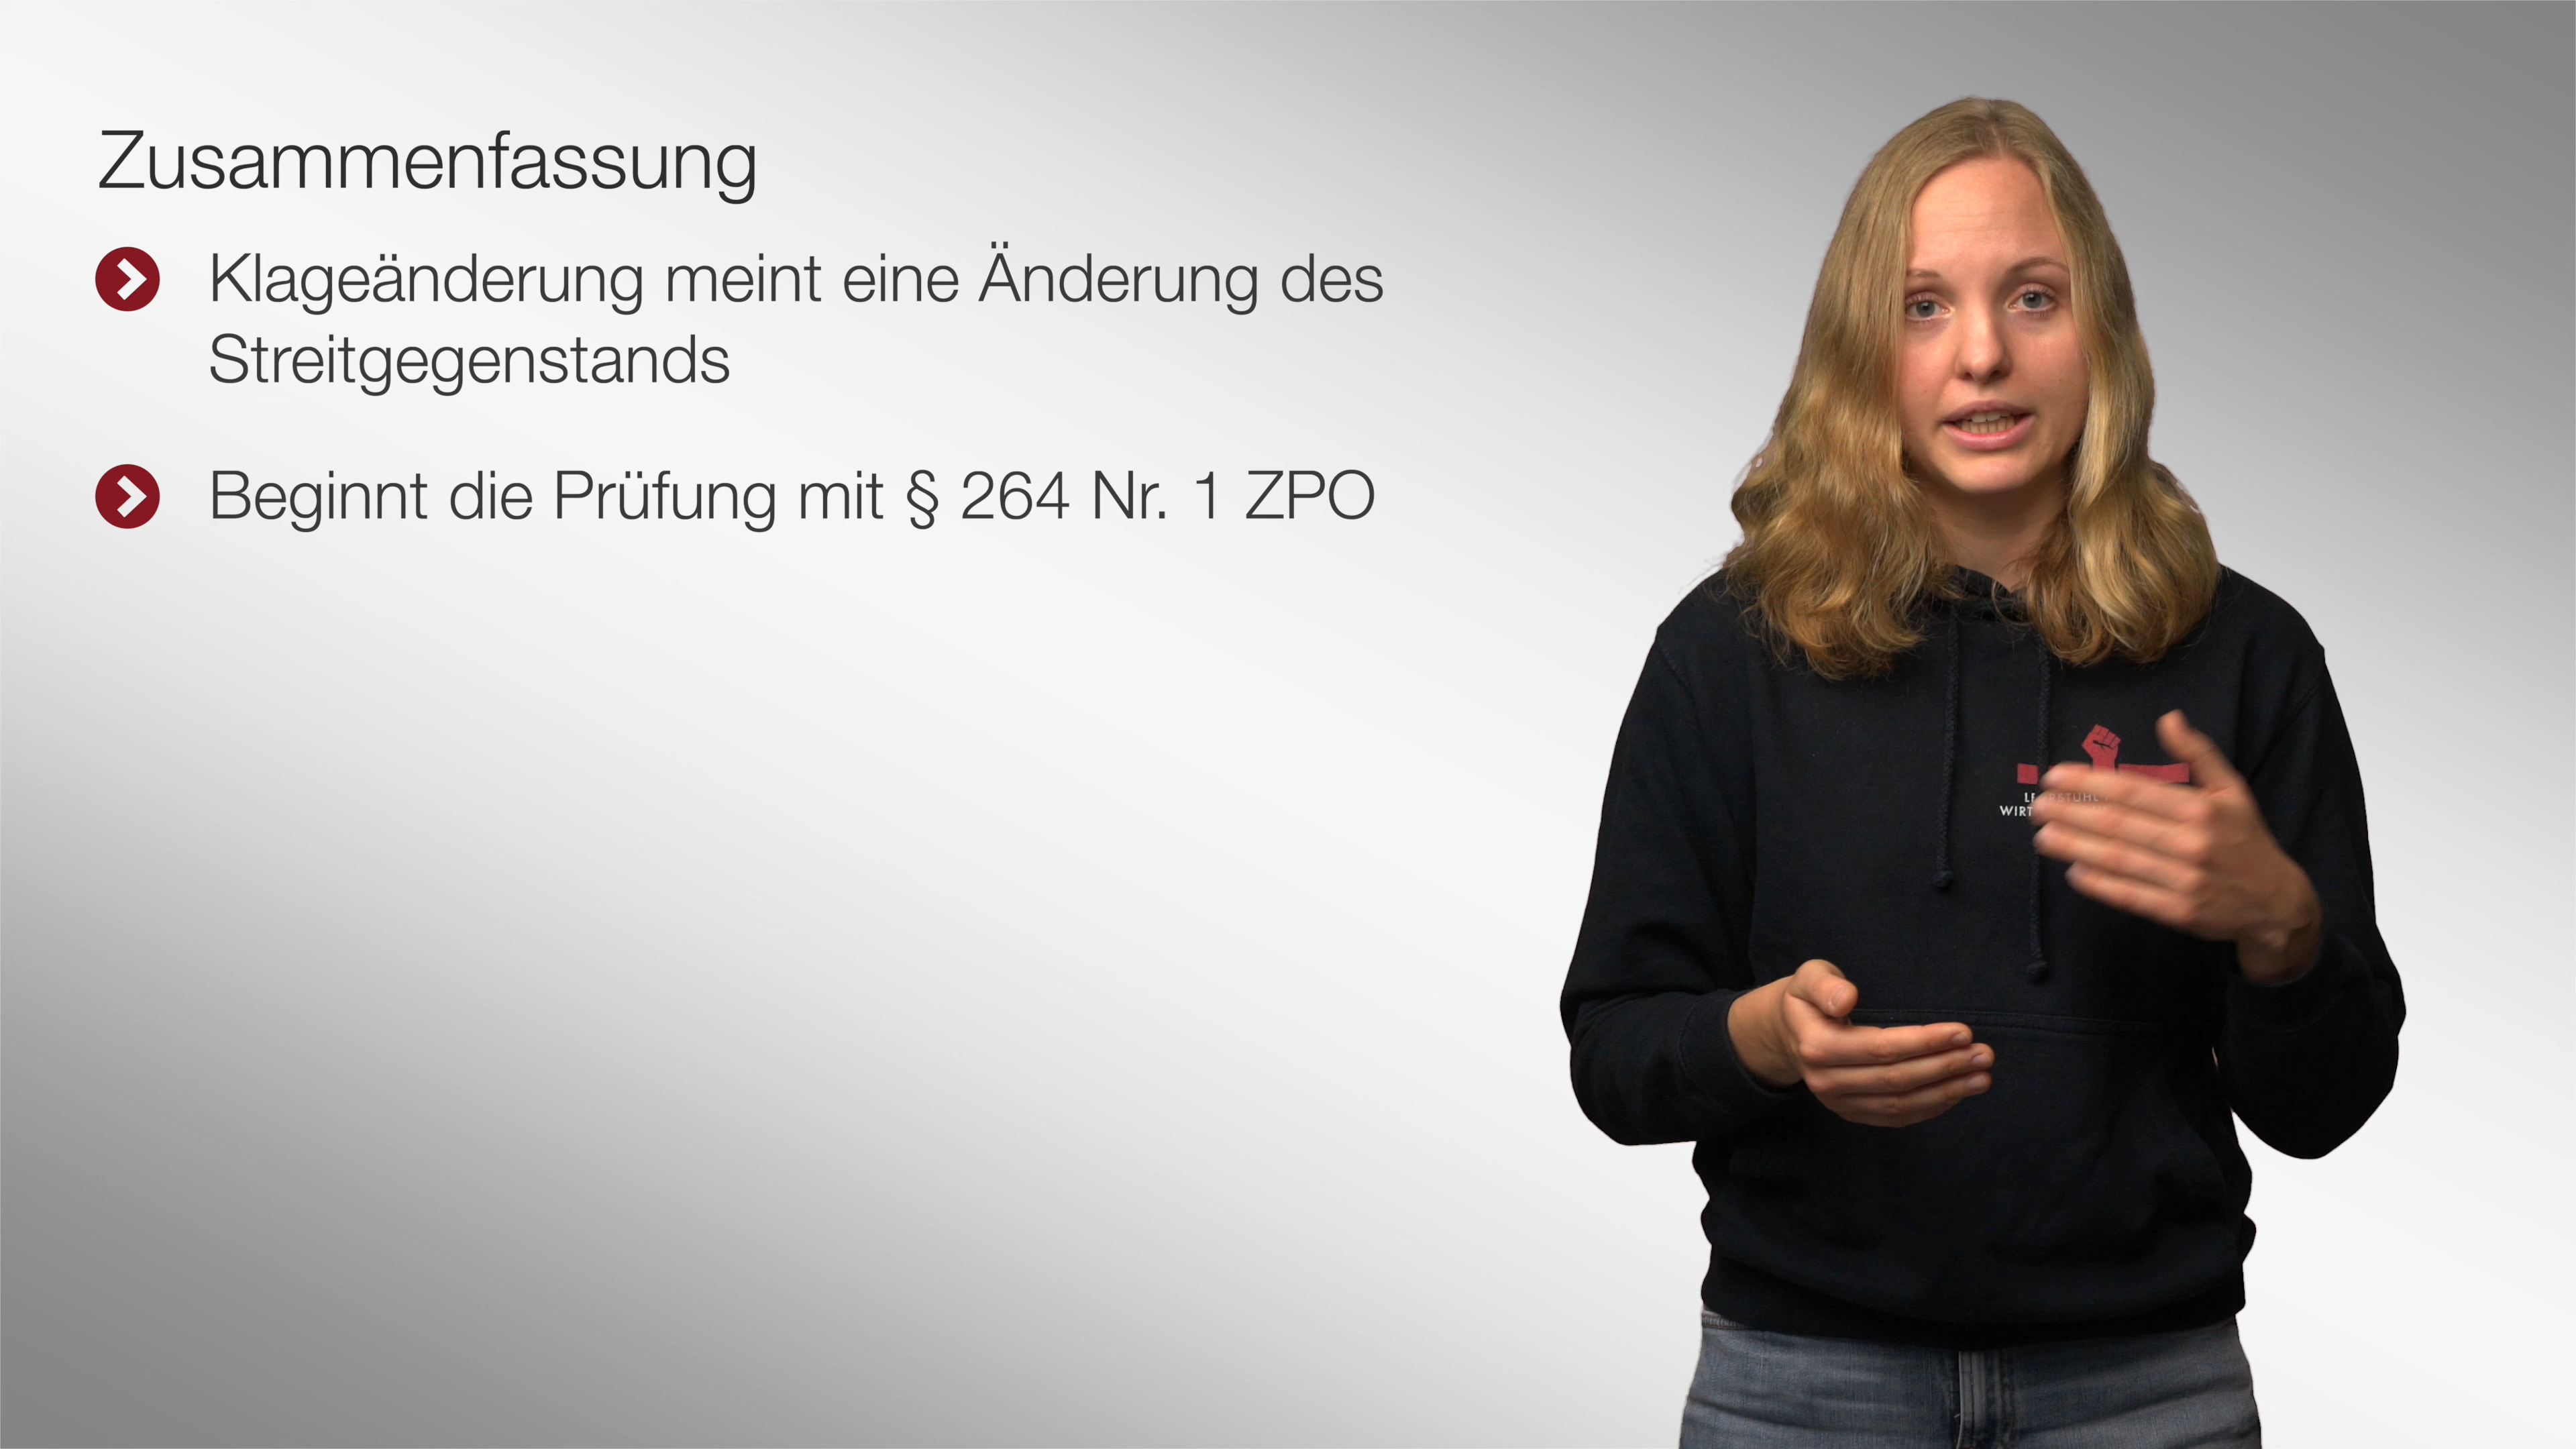 Zusammenfassung
Klageänderung meint eine Änderung des
Streitgegenstands
Beginnt die Prüfung mit § 264 Nr. 1 ZPO